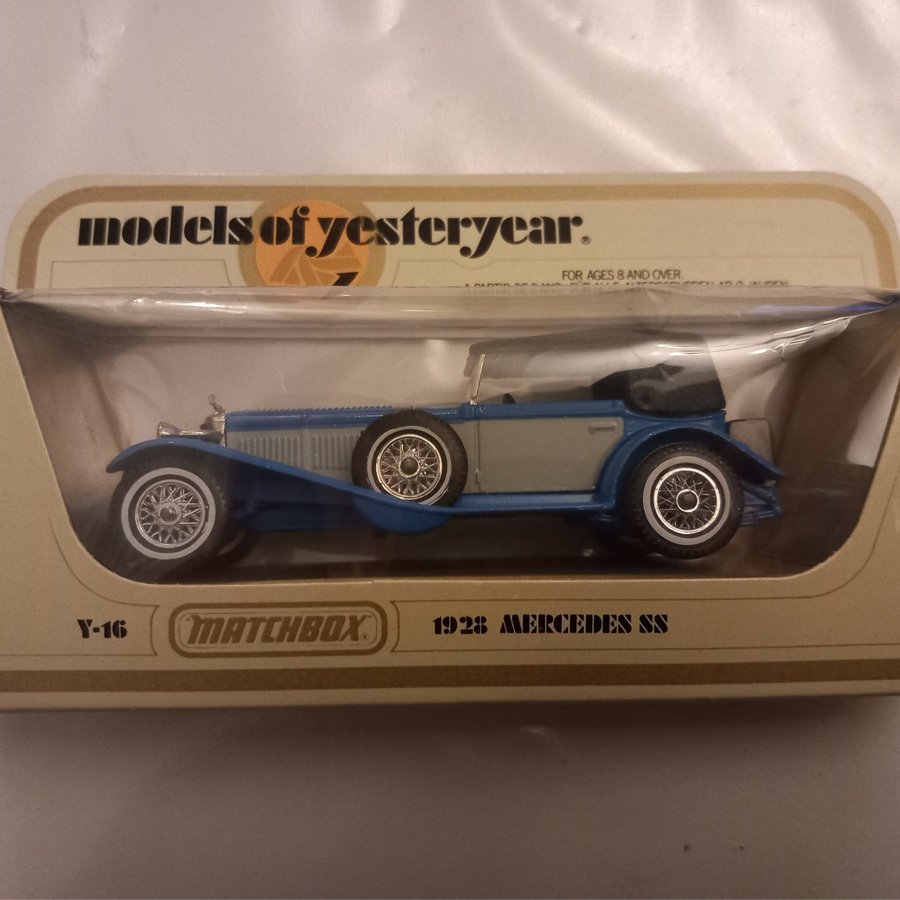 models of yesteryear®
FOR AGES 8 AND OVER.
Y-16 MATCHBOX® 1928 MERCEDES SS